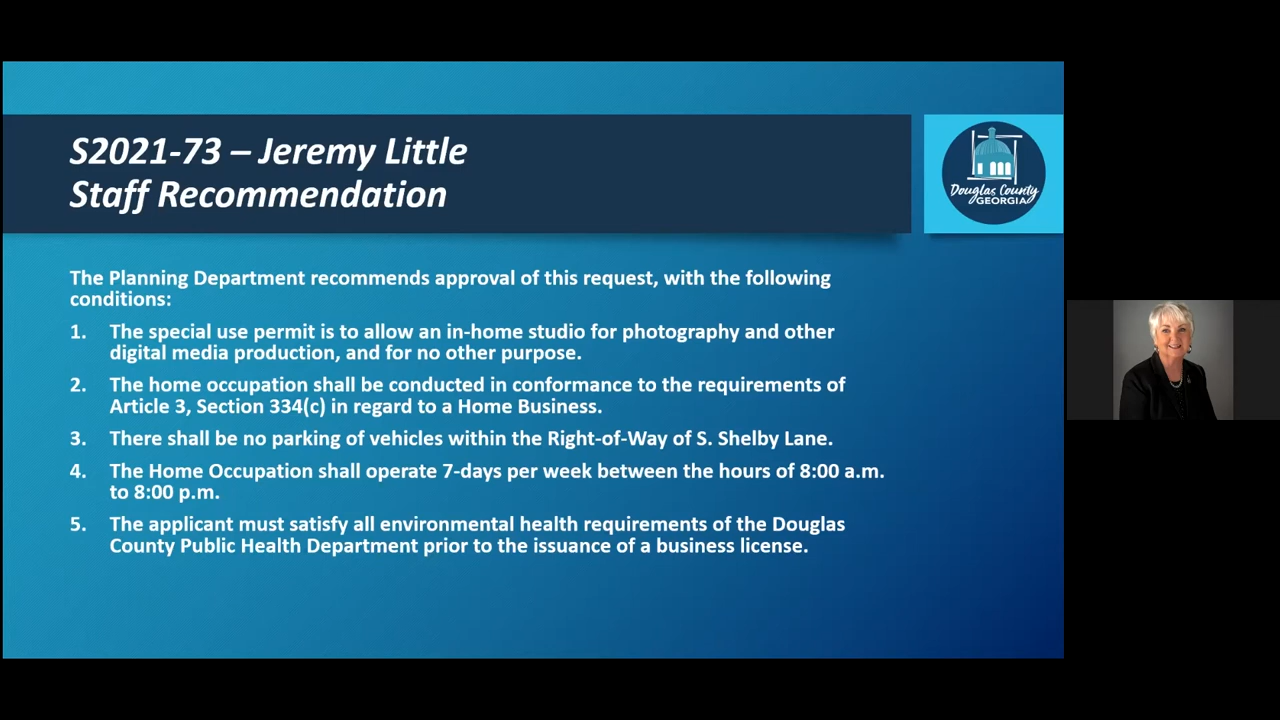 S2021-73 – Jeremy Little
Staff Recommendation
Douglas County
GEORGIA
The Planning Department recommends approval of this request, with the following
conditions:
1. The special use permit is to allow an in-home studio for photography and other
digital media production, and for no other purpose.
2. The home occupation shall be conducted in conformance to the requirements of
Article 3, Section 334(c) in regard to a Home Business.
3. There shall be no parking of vehicles within the Right-of-Way of S. Shelby Lane.
4. The Home Occupation shall operate 7-days per week between the hours of 8:00 a.m.
to 8:00 p.m.
5. The applicant must satisfy all environmental health requirements of the Douglas
County Public Health Department prior to the issuance of a business license.